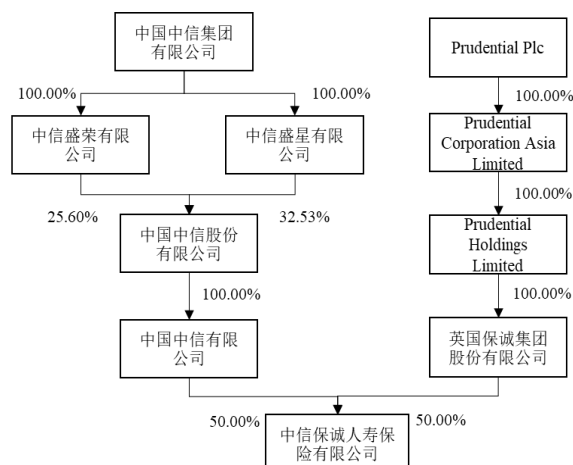 中国中信集团
有限公司
Prudential Plc
100.00%
100.00%
100.00%
中信盛荣有限
公司
中信盛星有限
公司
Prudential
Corporation Asia
Limited
25.60%
32.53%
100.00%
中国中信股份
有限公司
Prudential
Holdings
Limited
100.00%
100.00%
中国中信有限
公司
英国保诚集团
股份有限公司
50.00%
50.00%
中信保诚人寿保
险有限公司